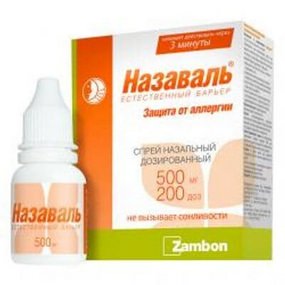 начинает действовать через
3 минуты
Назаваль®
ЕСТЕСТВЕННЫЙ БАРЬЕР
Защита от аллергии
СПРЕЙ НАЗАЛЬНЫЙ
ДОЗИРОВАННЫЙ
500 мг
200 доз
не вызывает сонливости
Zambon
Назаваль
ЕСТЕСТВЕННЫЙ БАРЬЕР
500 мг